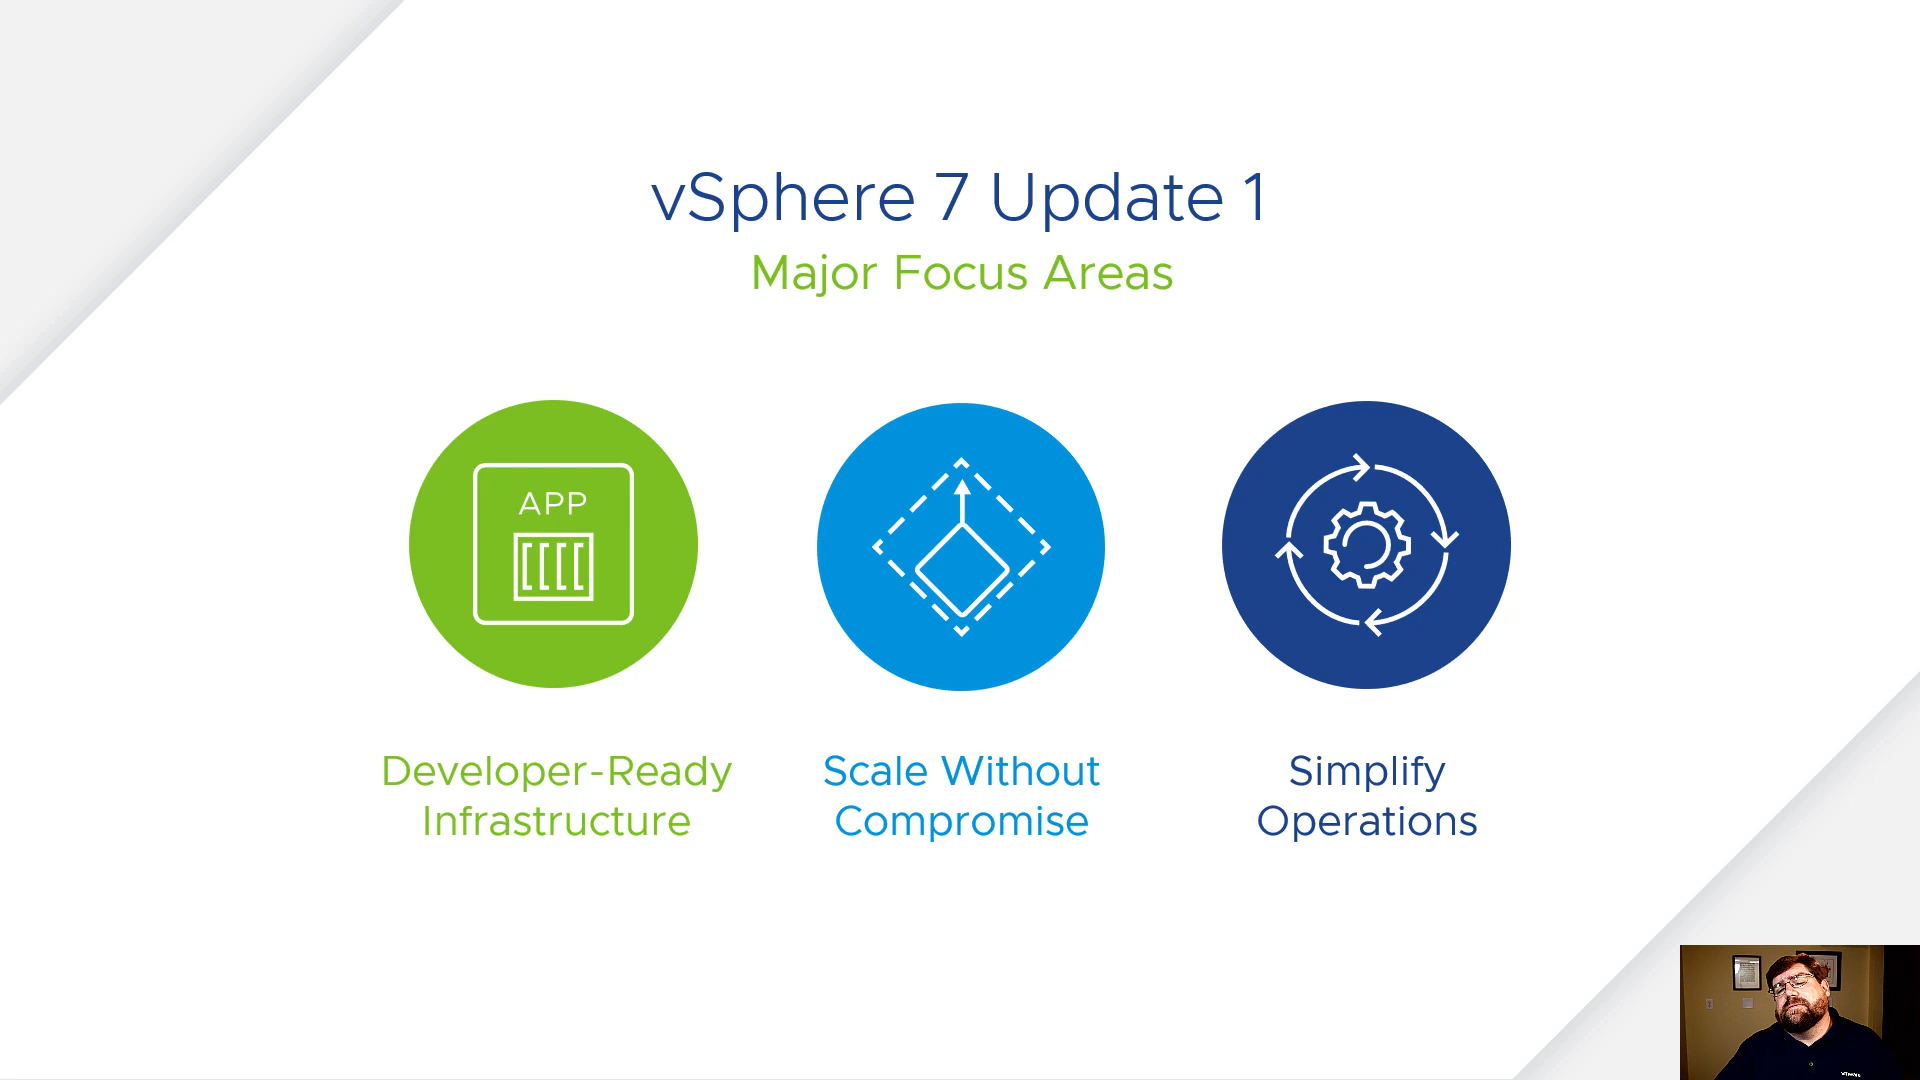 vSphere 7 Update 1
Major Focus Areas
APP
Developer-Ready
Infrastructure
Scale Without
Compromise
Simplify
Operations